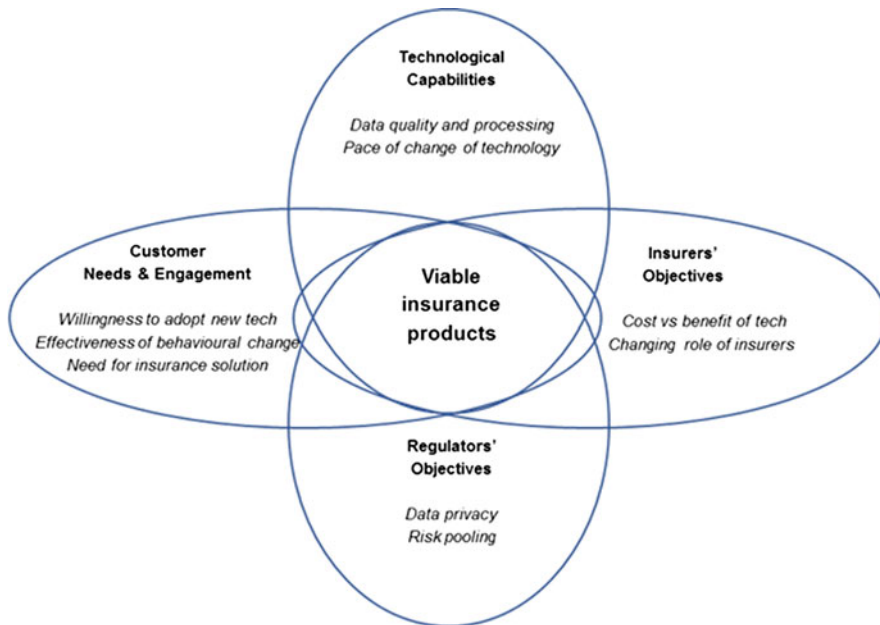 Technological
Capabilities
Data quality and processing
Pace of change of technology
Customer
Needs & Engagement
Willingness to adopt new tech
Effectiveness of behavioural change
Need for insurance solution
Viable
insurance
products
Insurers'
Objectives
Cost vs benefit of tech
Changing role of insurers
Regulators'
Objectives
Data privacy
Risk pooling